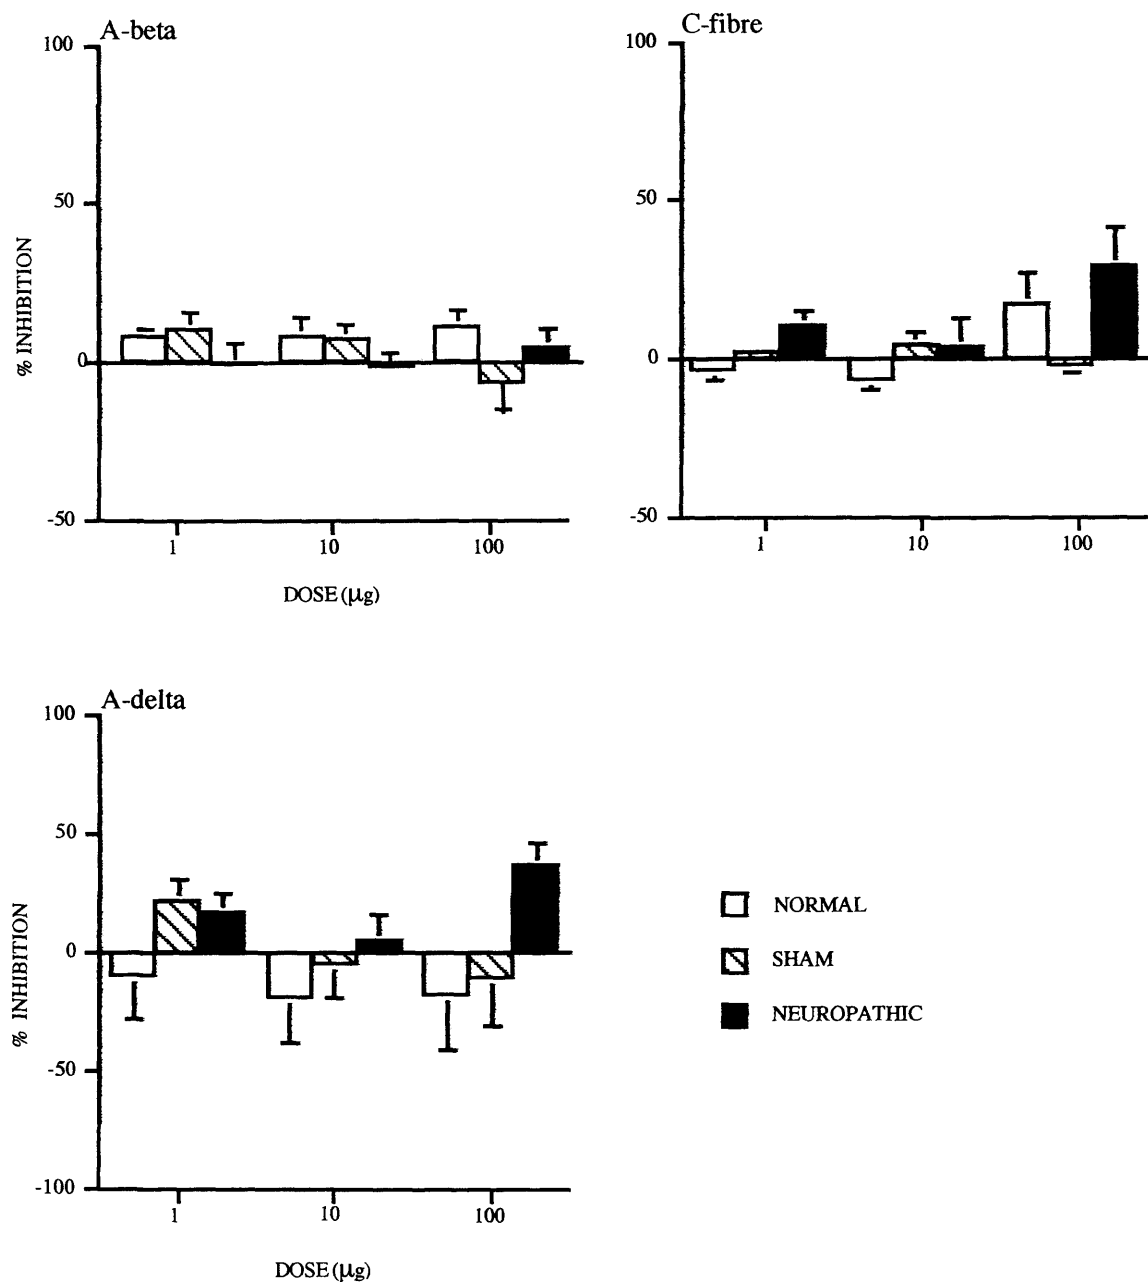 A-beta
100
50
0
-50
% INHIBITION
1 10 100
DOSE (μg)
C-fibre
100
50
0
-50
1 10 100
A-delta
100
50
0
-50
-100
% INHIBITION
1 10 100
DOSE (μg)
NORMAL
SHAM
NEUROPATHIC